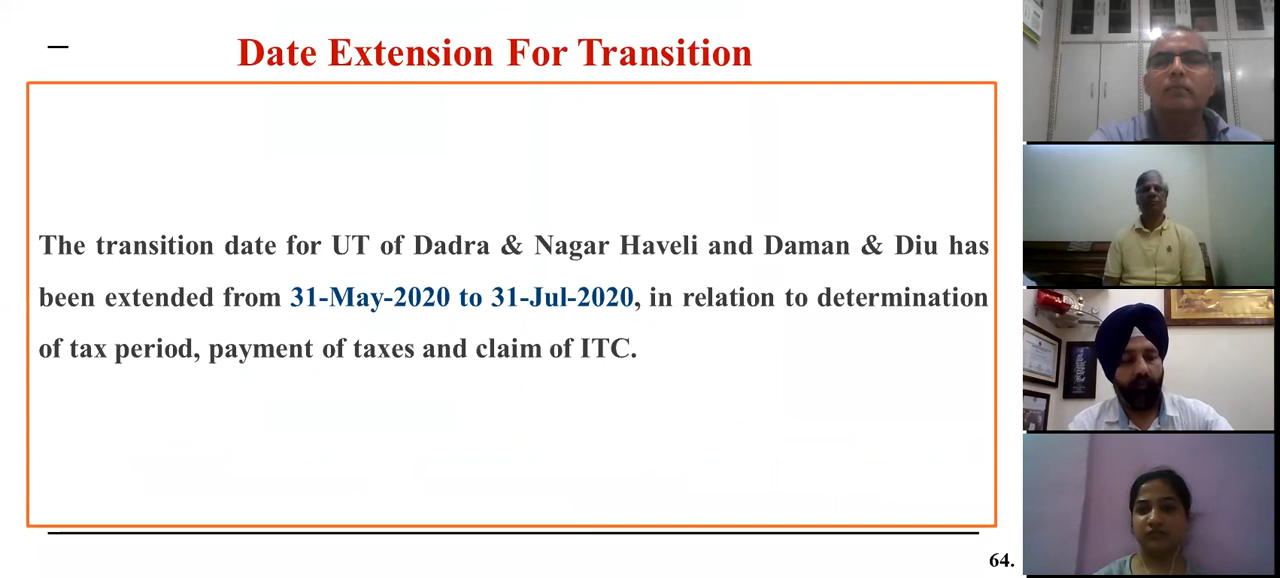 Date Extension For Transition
The transition date for UT of Dadra & Nagar Haveli and Daman & Diu has
been extended from 31-May-2020 to 31-Jul-2020, in relation to determination
of tax period, payment of taxes and claim of ITC.
64.